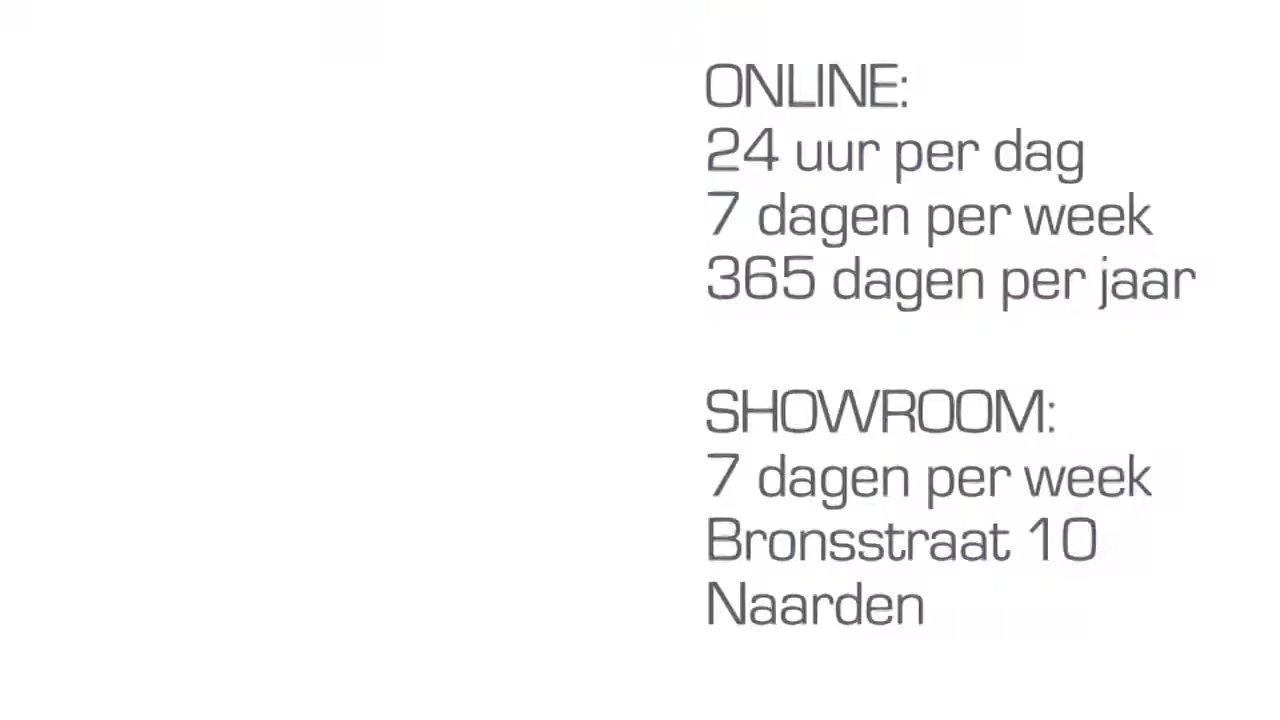 ONLINE:
24 uur per dag
7 dagen per week
365 dagen per jaar
SHOWROOM:
7 dagen per week
Bronsstraat 10
Naarden